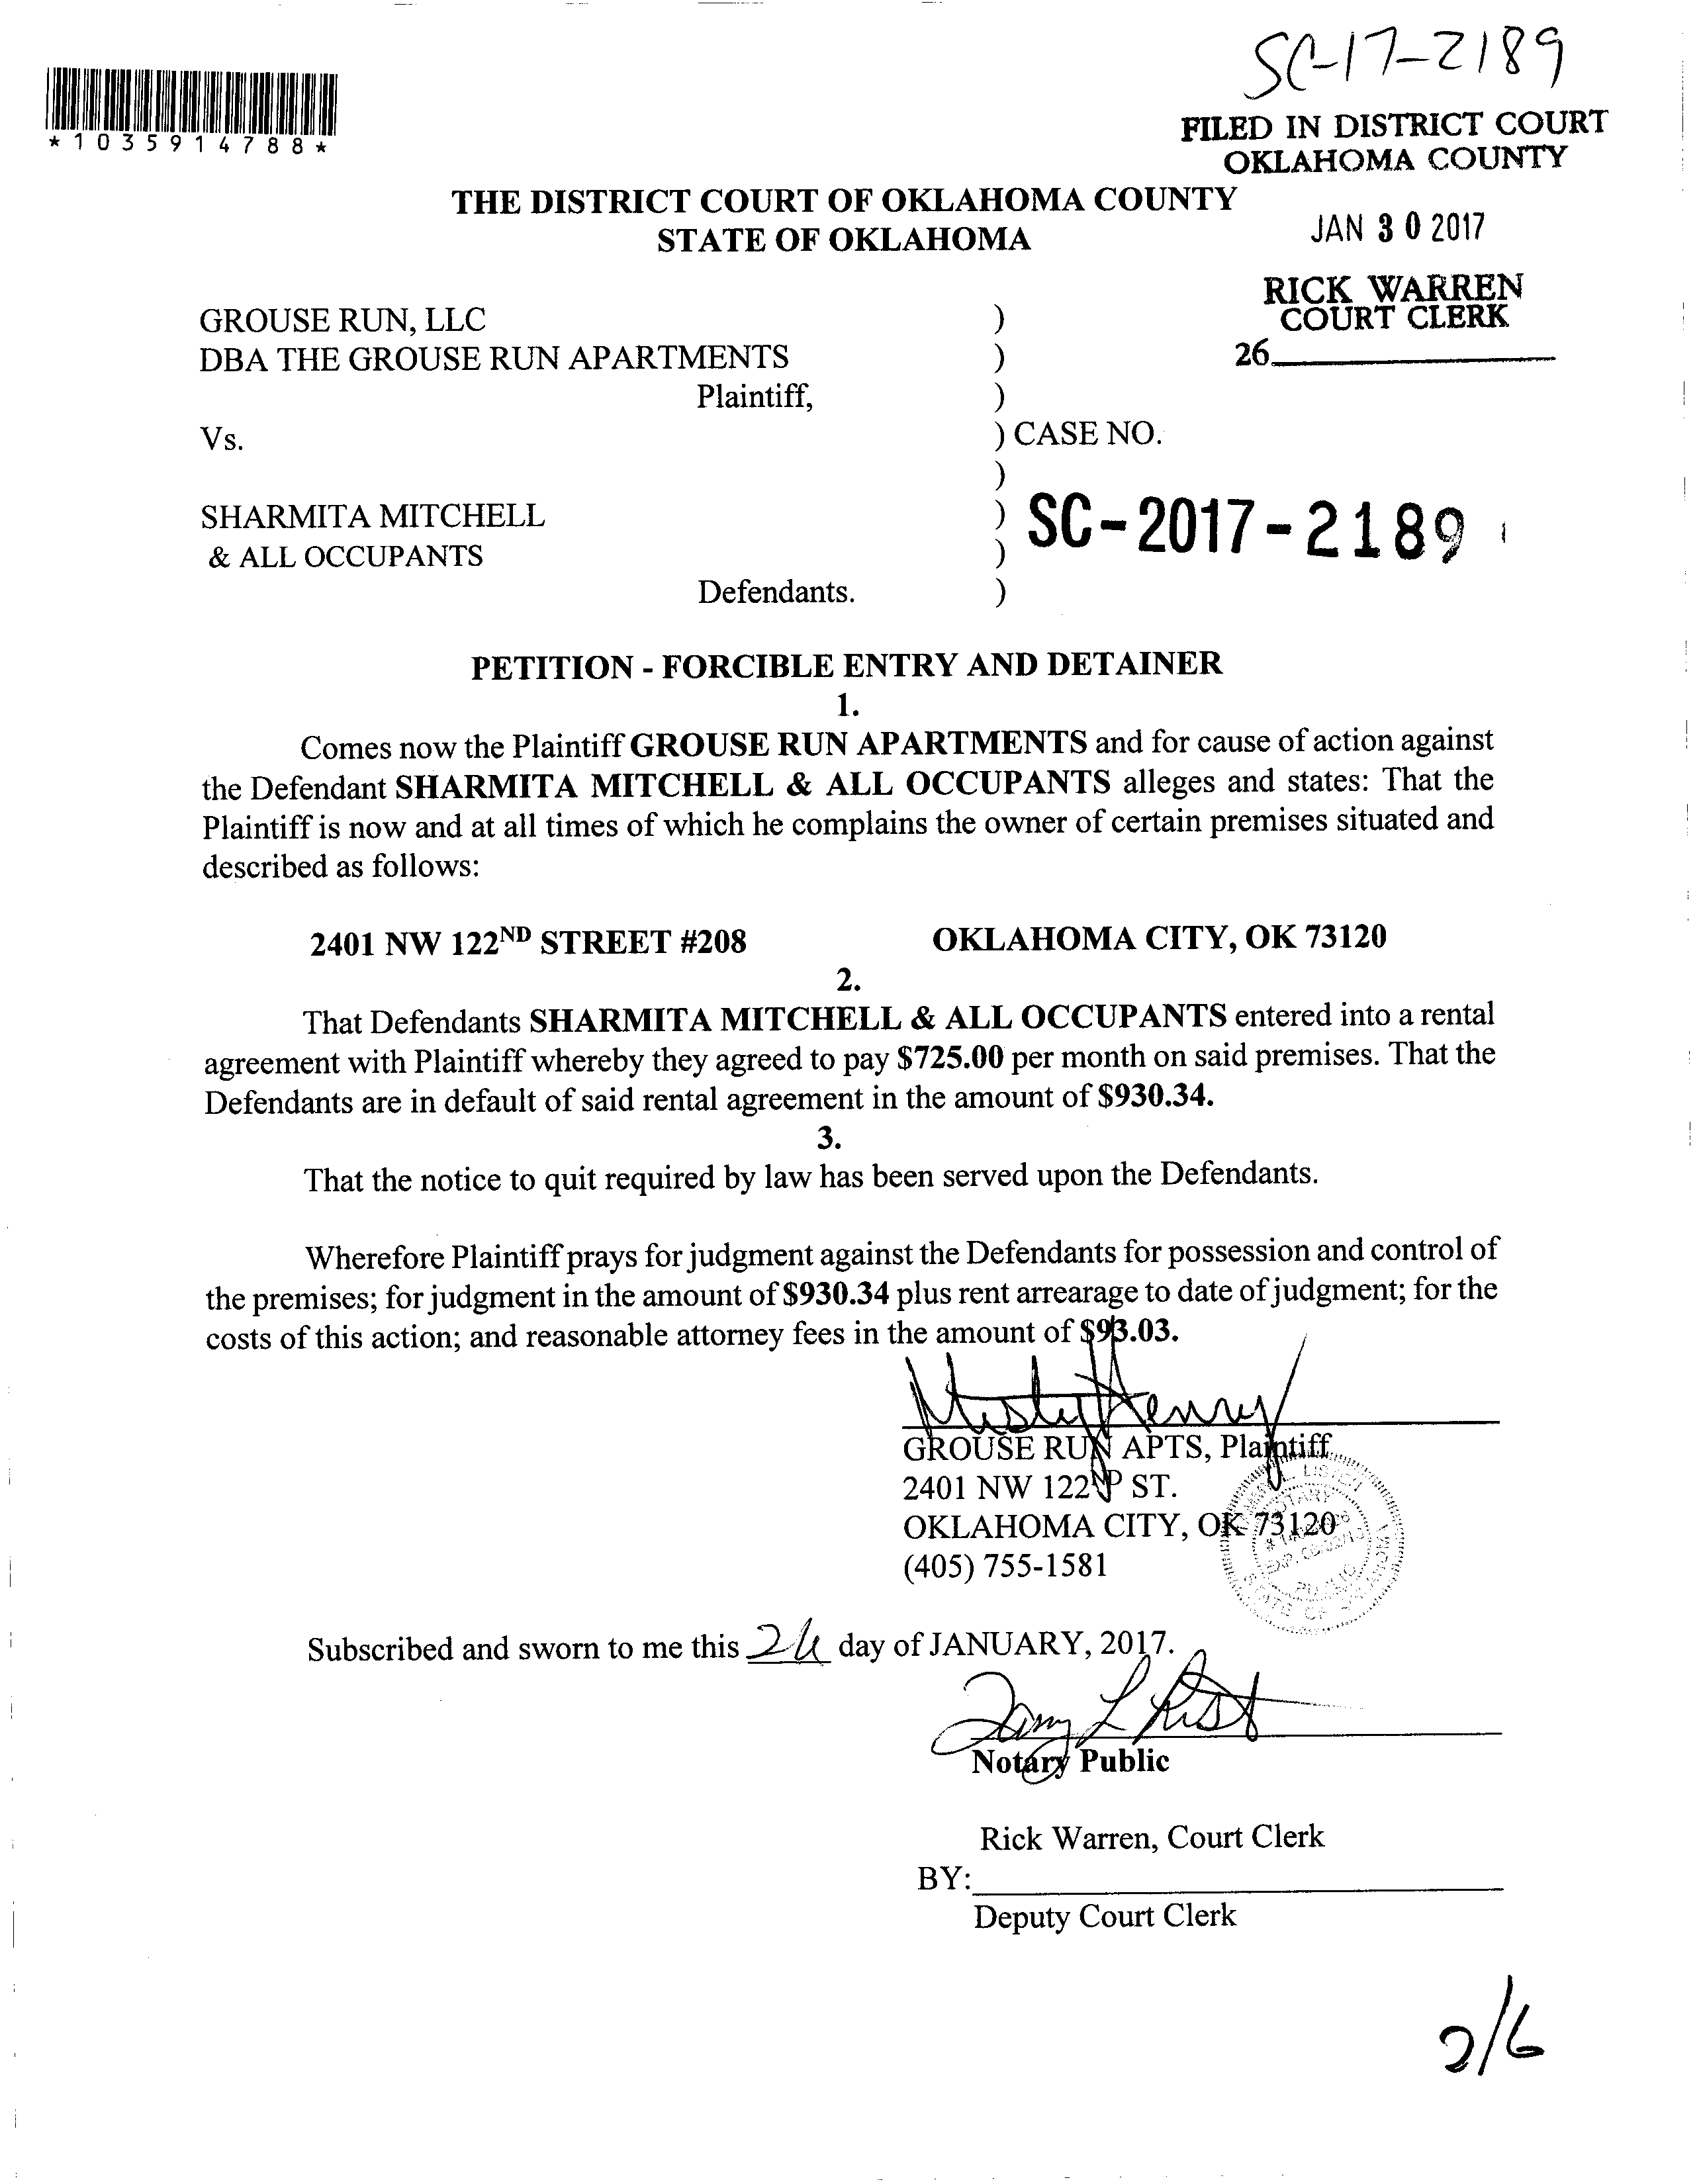 SC-17-2189
*1035914788*
FILED IN DISTRICT COURT
OKLAHOMA COUNTY
THE DISTRICT COURT OF OKLAHOMA COUNTY
STATE OF OKLAHOMA
JAN 30 2017
RICK WARREN
COURT CLERK
26
GROUSE RUN, LLC )
DBA THE GROUSE RUN APARTMENTS )
Plaintiff, )
Vs. ) CASE NO.
)
SHARMITA MITCHELL ) SC-2017-2189
& ALL OCCUPANTS )
Defendants. )
PETITION - FORCIBLE ENTRY AND DETAINER
1.
Comes now the Plaintiff GROUSE RUN APARTMENTS and for cause of action against
the Defendant SHARMITA MITCHELL & ALL OCCUPANTS alleges and states: That the
Plaintiff is now and at all times of which he complains the owner of certain premises situated and
described as follows:
2401 NW 122ND STREET #208 OKLAHOMA CITY, OK 73120
2.
That Defendants SHARMITA MITCHELL & ALL OCCUPANTS entered into a rental
agreement with Plaintiff whereby they agreed to pay $725.00 per month on said premises. That the
Defendants are in default of said rental agreement in the amount of $930.34.
3.
That the notice to quit required by law has been served upon the Defendants.
Wherefore Plaintiff prays for judgment against the Defendants for possession and control of
the premises; for judgment in the amount of $930.34 plus rent arrearage to date of judgment; for the
costs of this action; and reasonable attorney fees in the amount of $93.03.
Misty Henry
GROUSE RUN APTS, Plaintiff
2401 NW 122ND ST.
OKLAHOMA CITY, OK 73120
(405) 755-1581
NOTARY
PUBLIC
STATE OF OKLAHOMA
Subscribed and sworn to me this day of JANUARY, 2017.
Notary Public
Rick Warren, Court Clerk
BY:
Deputy Court Clerk
2/6